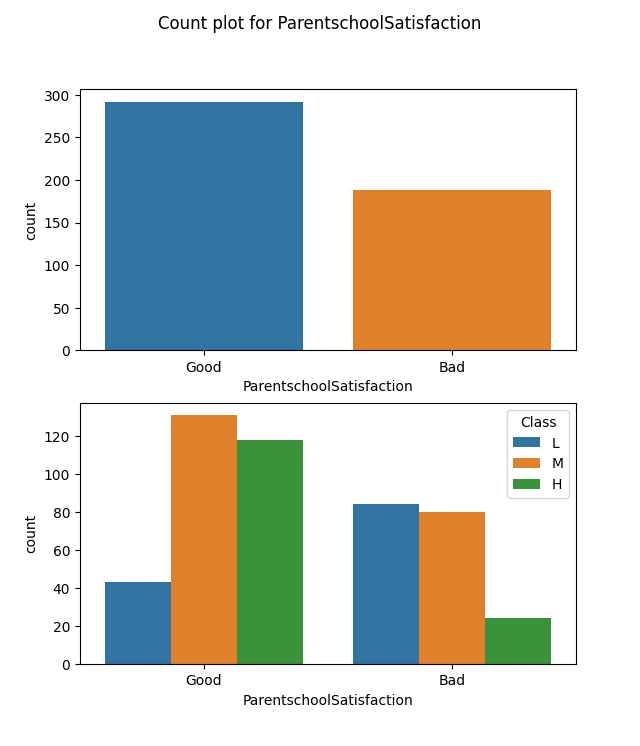 Count plot for ParentschoolSatisfaction
300
250
200
150
100
50
0
count
Good Bad
ParentschoolSatisfaction
Class
L
M
H
120
100
80
60
40
20
0
count
Good Bad
ParentschoolSatisfaction